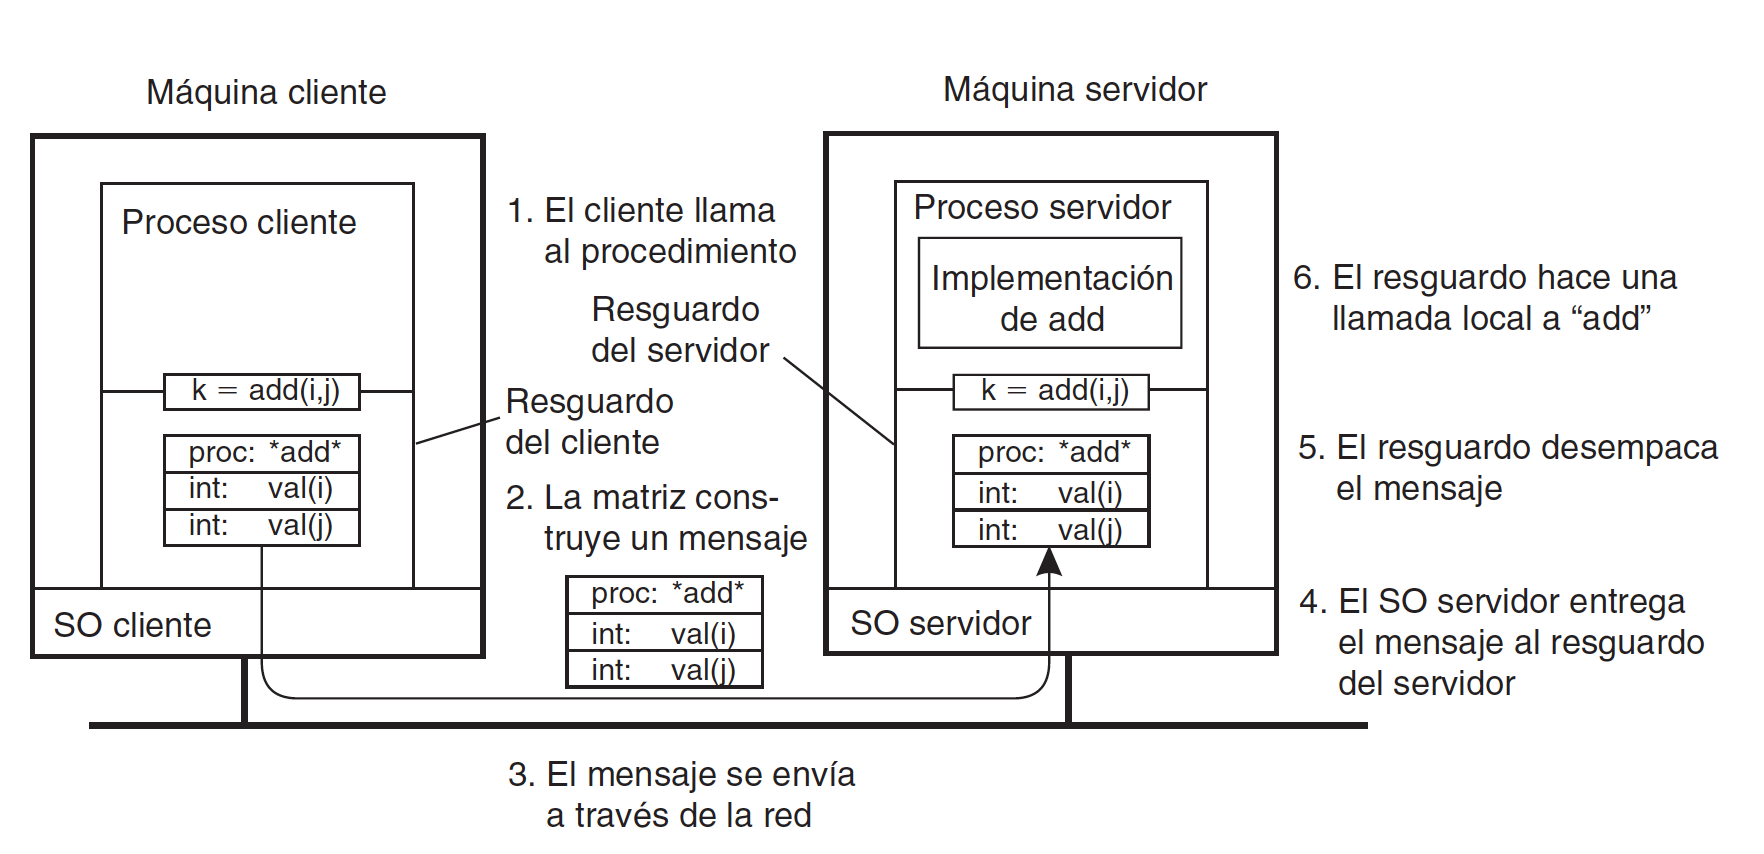 Máquina cliente
Proceso cliente
k = add(i,j)
proc: *add*
int: val(i)
int: val(j)
SO cliente
1. El cliente llama
al procedimiento
Resguardo
del servidor
Resguardo
del cliente
2. La matriz cons-
truye un mensaje
proc: *add*
int: val(i)
int: val(j)
3. El mensaje se envía
a través de la red
Máquina servidor
Proceso servidor
Implementación
de add
k = add(i,j)
proc: *add*
int: val(i)
int: val(j)
SO servidor
6. El resguardo hace una
llamada local a “add”
5. El resguardo desempaca
el mensaje
4. El SO servidor entrega
el mensaje al resguardo
del servidor